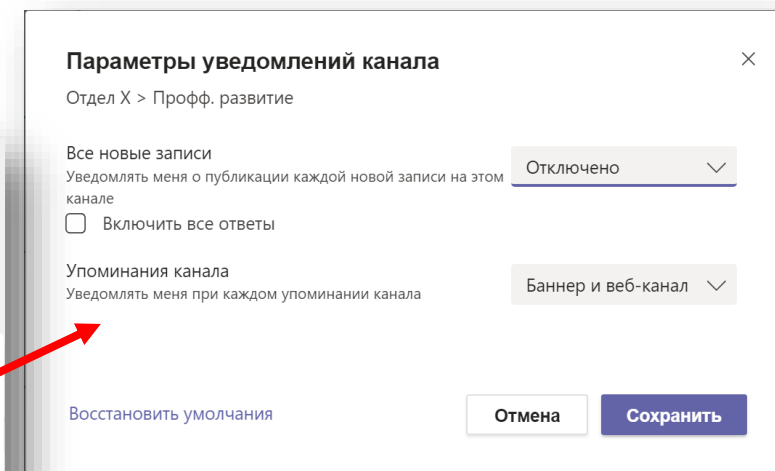 Параметры уведомлений канала
Отдел X > Профф. развитие
Все новые записи
Отключено
Уведомлять меня о публикации каждой новой записи на этом
канале
Включить все ответы
Упоминания канала
Баннер и веб-канал
Уведомлять меня при каждом упоминании канала
Восстановить умолчания
Отмена
Сохранить